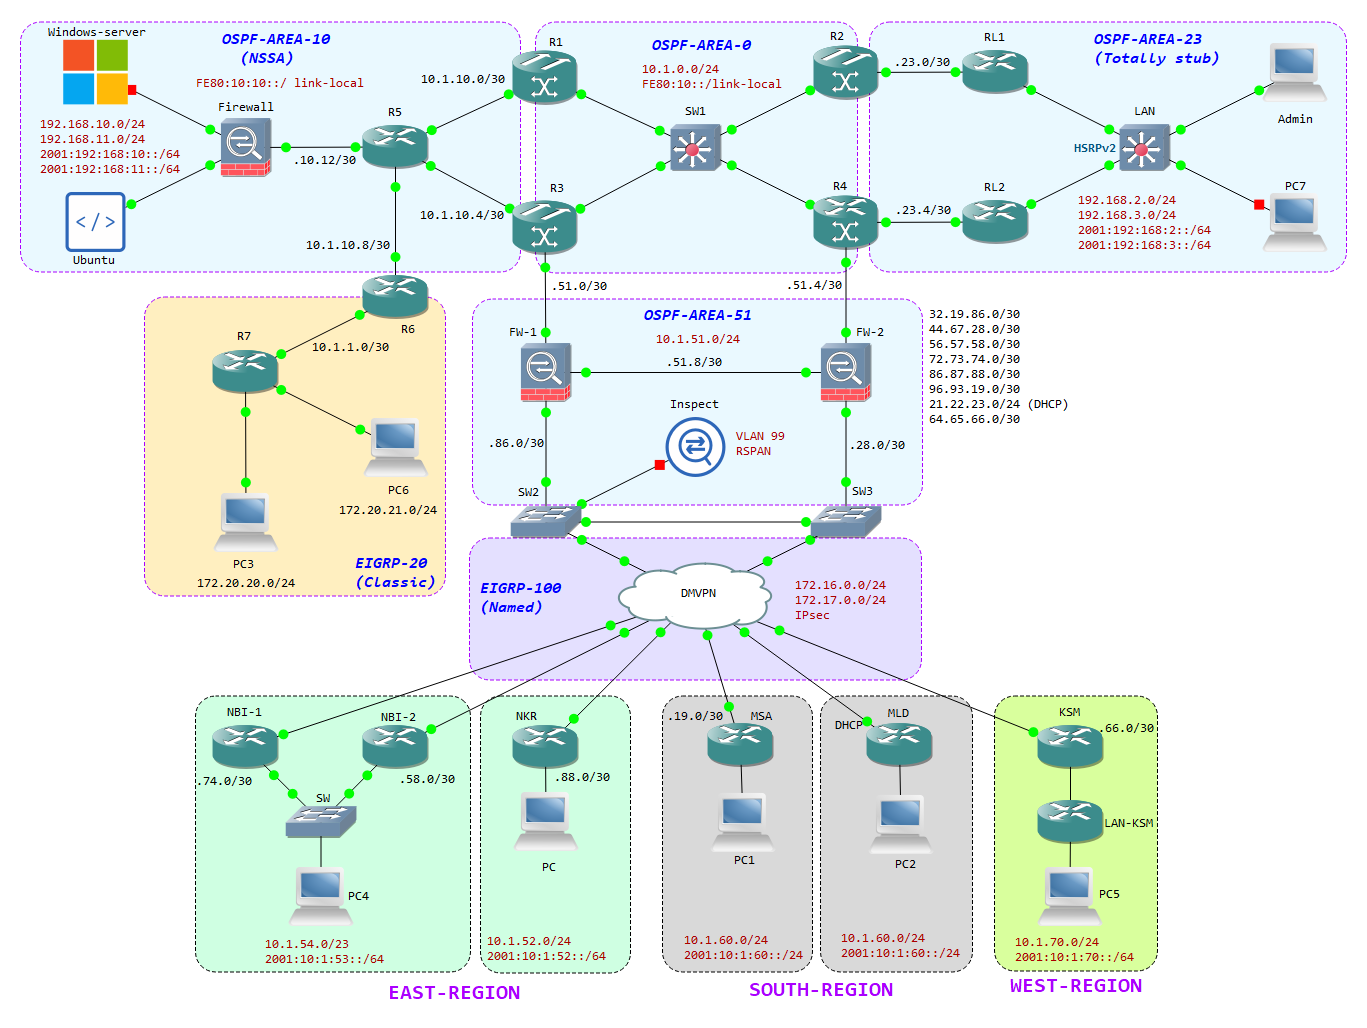 Windows-server
OSPF-AREA-10
(NSSA)
FE80:10:10::/ link-local
Firewall
192.168.10.0/24
192.168.11.0/24
2001:192:168:10::/64
2001:192:168:11::/64
</>
Ubuntu
.10.12/30
R5
10.1.10.0/30
10.1.10.4/30
10.1.10.8/30
R1
R3
OSPF-AREA-0
10.1.0.0/24
FE80:10:10::/link-local
SW1
R2
R4
OSPF-AREA-23
(Totally stub)
RL1
.23.0/30
LAN
HSRPv2
Admin
RL2
.23.4/30
PC7
192.168.2.0/24
192.168.3.0/24
2001:192:168:2::/64
2001:192:168:3::/64
R6
R7
10.1.1.0/30
PC6
172.20.21.0/24
PC3
172.20.20.0/24
EIGRP-20
(Classic)
.51.0/30
.51.4/30
OSPF-AREA-51
10.1.51.0/24
FW-1
FW-2
.51.8/30
Inspect
VLAN 99
RSPAN
.86.0/30
.28.0/30
SW2
SW3
32.19.86.0/30
44.67.28.0/30
56.57.58.0/30
72.73.74.0/30
86.87.88.0/30
96.93.19.0/30
21.22.23.0/24 (DHCP)
64.65.66.0/30
EIGRP-100
(Named)
DMVPN
172.16.0.0/24
172.17.0.0/24
IPsec
NBI-1
NBI-2
.74.0/30
.58.0/30
SW
PC4
10.1.54.0/23
2001:10:1:53::/64
NKR
.88.0/30
PC
10.1.52.0/24
2001:10:1:52::/64
EAST-REGION
.19.0/30
MSA
PC1
10.1.60.0/24
2001:10:1:60::/24
DHCP
MLD
PC2
10.1.60.0/24
2001:10:1:60::/24
SOUTH-REGION
KSM
.66.0/30
LAN-KSM
PC5
10.1.70.0/24
2001:10:1:70::/64
WEST-REGION